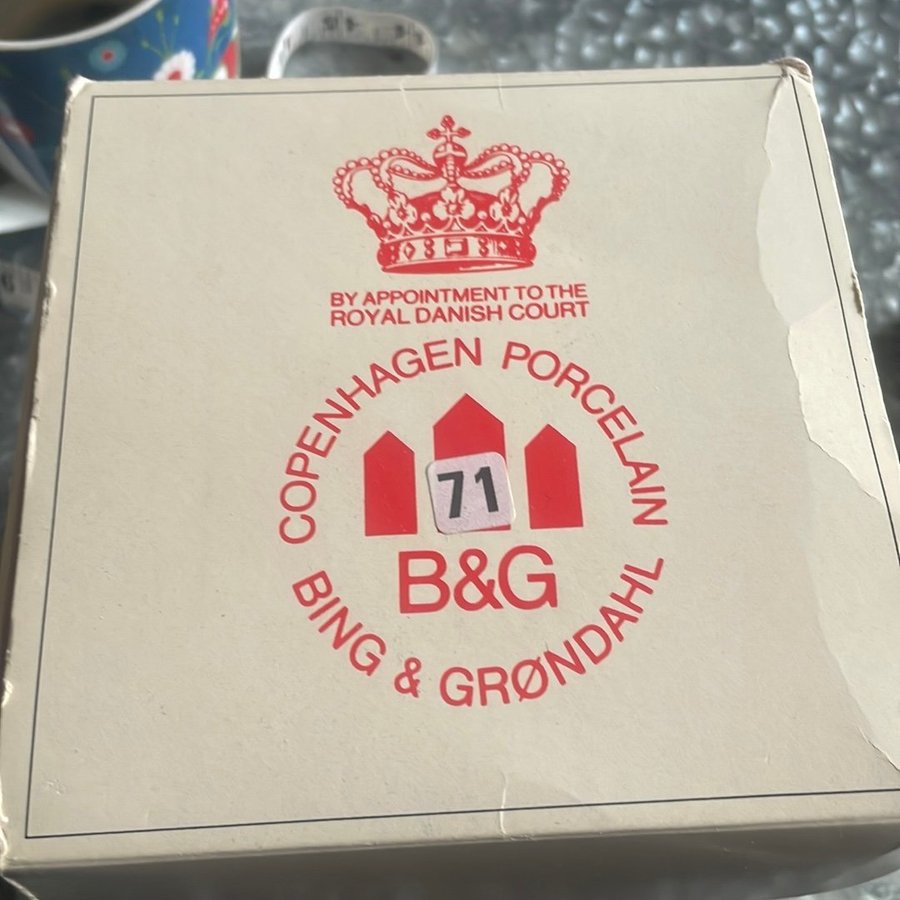 BY APPOINTMENT TO THE
ROYAL DANISH COURT
COPENHAGEN PORCELAIN
71
B&G
BING & GRØNDAHL